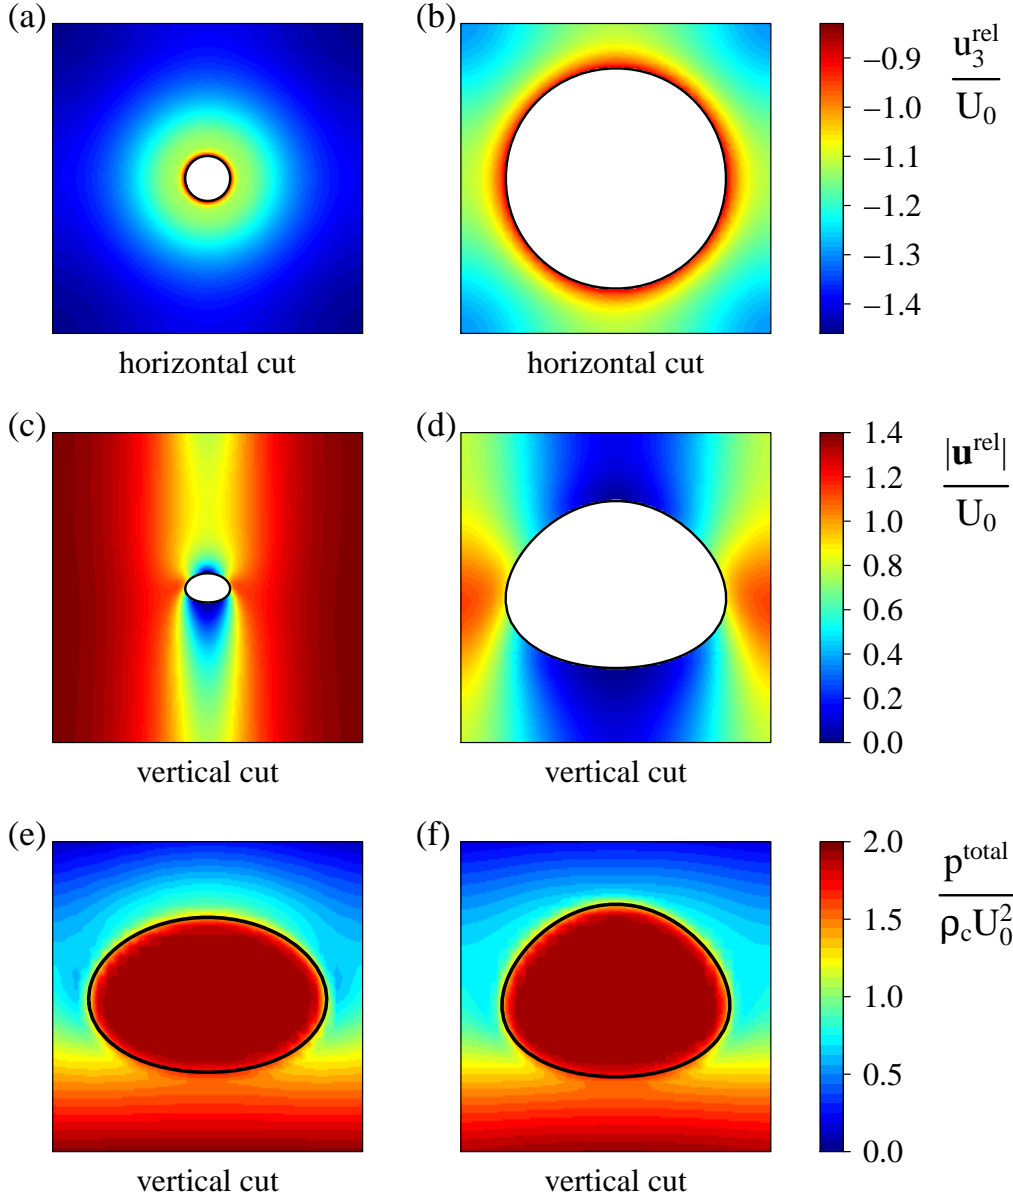 (a) (b)
−0.9
−1.0
−1.1
−1.2
−1.3
−1.4
u₃ʳᵉˡ
U₀
horizontal cut horizontal cut
(c) (d)
1.4
1.2
1.0
0.8
0.6
0.4
0.2
0.0
|uʳᵉˡ|
U₀
vertical cut vertical cut
(e) (f)
2.0
1.5
1.0
0.5
0.0
pᵗᵒᵗᵃˡ
ρ_cU₀²
vertical cut vertical cut